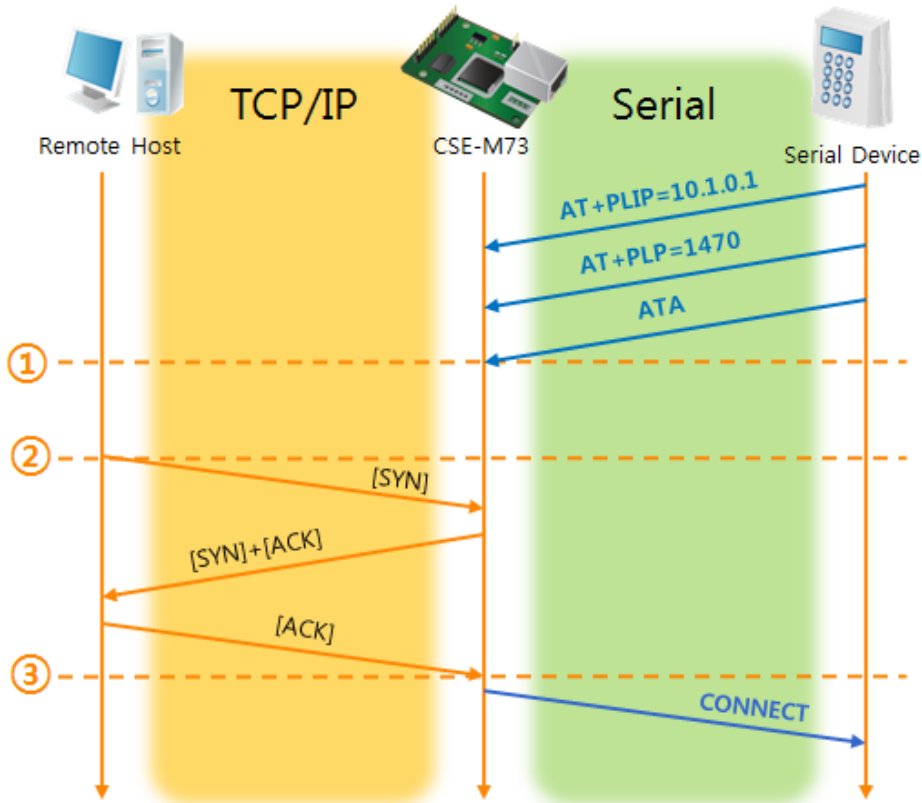 TCP/IP
Serial
Remote Host
CSE-M73
Serial Device
AT+PLIP=10.1.0.1
AT+PLP=1470
ATA
①
②
[SYN]
[SYN]+[ACK]
[ACK]
③
CONNECT